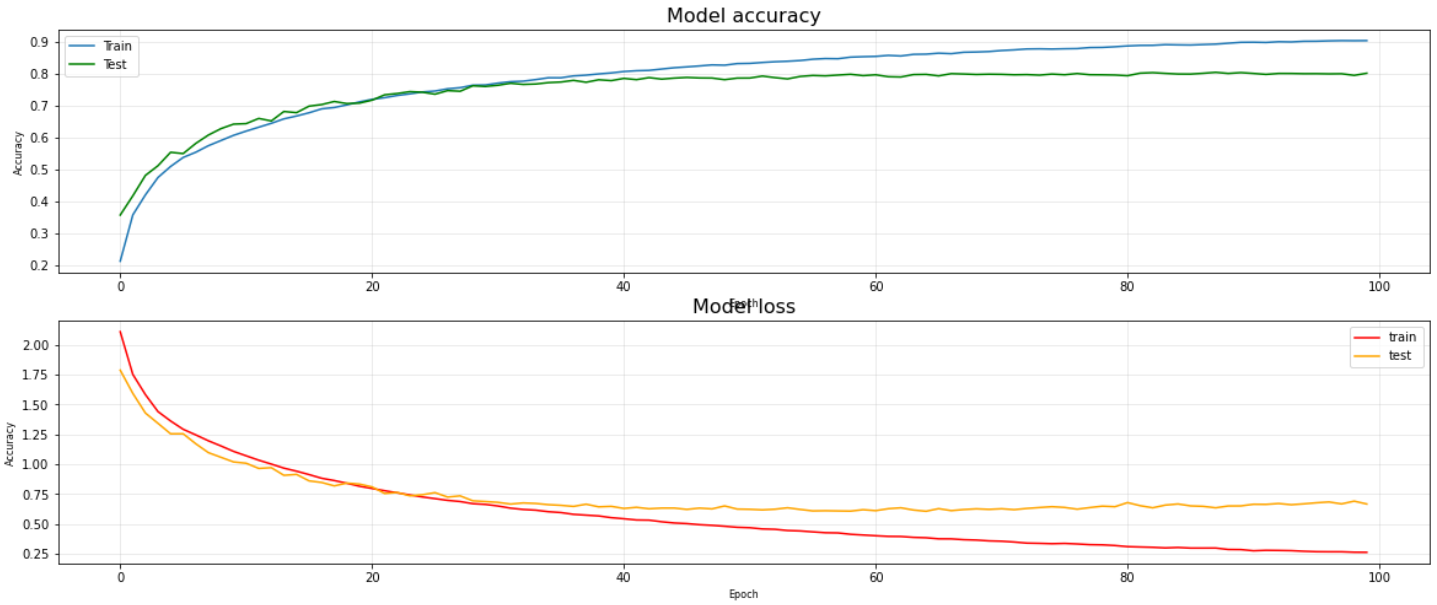 Model accuracy
Train
Test
0.9
0.8
0.7
0.6
0.5
0.4
0.3
0.2
Accuracy
0 20 40 60 80 100
Epoch
Model loss
train
test
2.00
1.75
1.50
1.25
1.00
0.75
0.50
0.25
Accuracy
0 20 40 60 80 100
Epoch